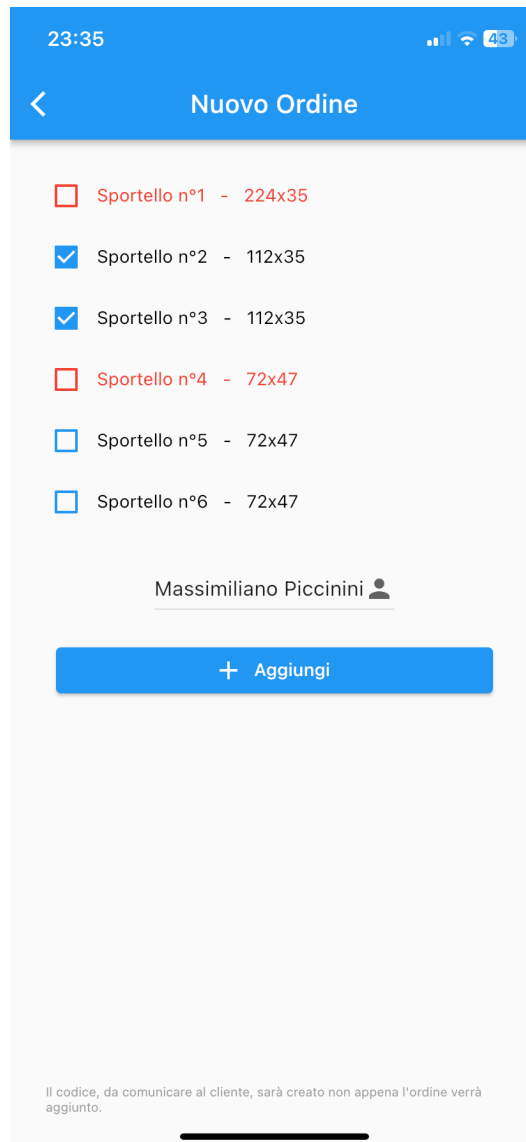 23:35
43
Nuovo Ordine
Sportello n°1 - 224x35
Sportello n°2 - 112x35
Sportello n°3 - 112x35
Sportello n°4 - 72x47
Sportello n°5 - 72x47
Sportello n°6 - 72x47
Massimiliano Piccinini
+ Aggiungi
Il codice, da comunicare al cliente, sarà creato non appena l'ordine verrà
aggiunto.